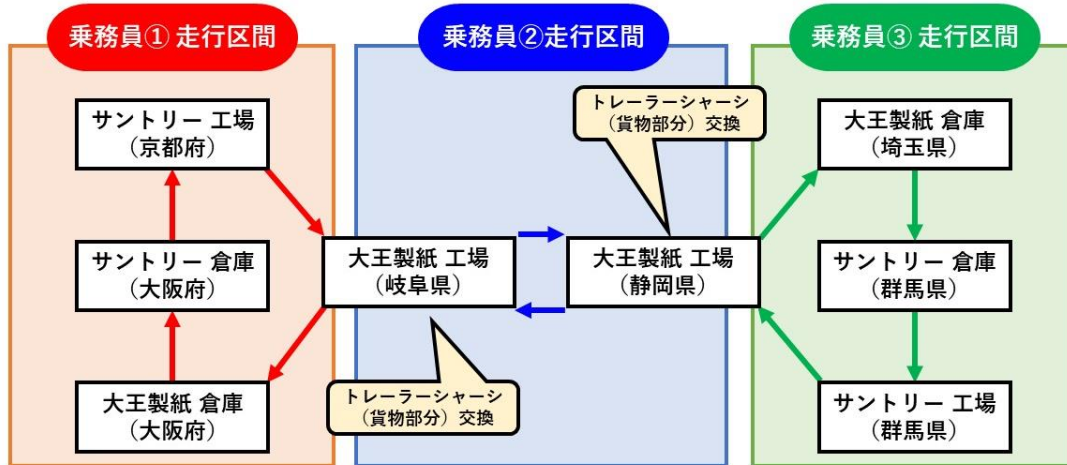 乗務員① 走行区間
乗務員②走行区間
乗務員③ 走行区間
サントリー 工場
（京都府）
サントリー 倉庫
（大阪府）
大王製紙 倉庫
（大阪府）
大王製紙 工場
（岐阜県）
トレーラーシャーシ
（貨物部分）交換
トレーラーシャーシ
（貨物部分）交換
大王製紙 工場
（静岡県）
大王製紙 倉庫
（埼玉県）
サントリー 倉庫
（群馬県）
サントリー 工場
（群馬県）